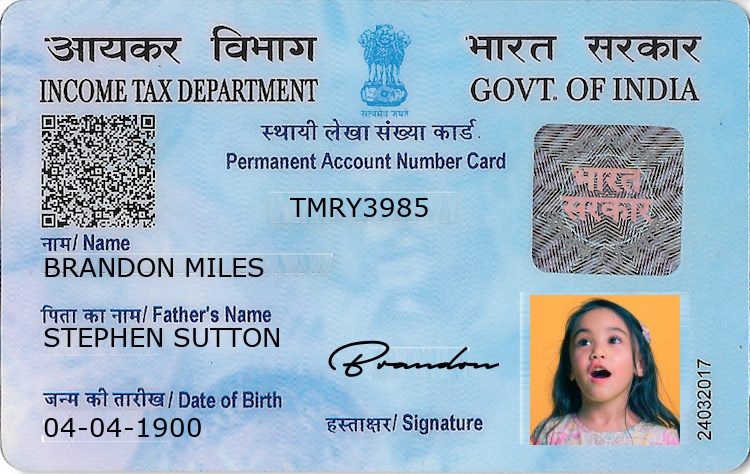 आयकर विभाग
INCOME TAX DEPARTMENT
सत्यमेव जयते
भारत सरकार
GOVT. OF INDIA
स्थायी लेखा संख्या कार्ड
Permanent Account Number Card
TMRY3985
भारत
सरकार
नाम/ Name
BRANDON MILES
पिता का नाम/ Father's Name
STEPHEN SUTTON
Brandon
जन्म की तारीख/ Date of Birth
04-04-1900
हस्ताक्षर/ Signature
24032017